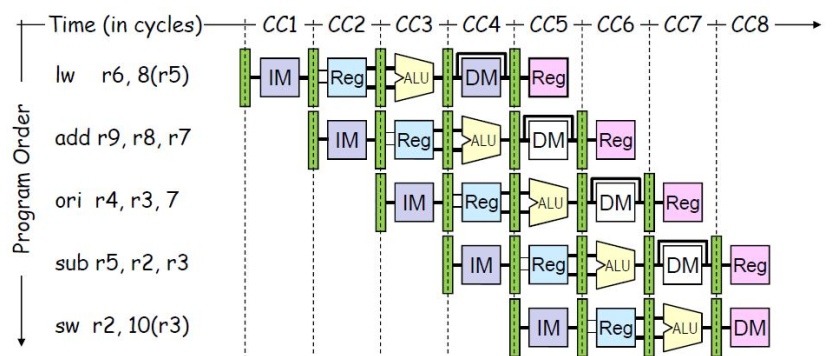 Time (in cycles) CC1 CC2 CC3 CC4 CC5 CC6 CC7 CC8
Program Order
lw r6, 8(r5) IM Reg ALU DM Reg
add r9, r8, r7 IM Reg ALU DM Reg
ori r4, r3, 7 IM Reg ALU DM Reg
sub r5, r2, r3 IM Reg ALU DM Reg
sw r2, 10(r3) IM Reg ALU DM